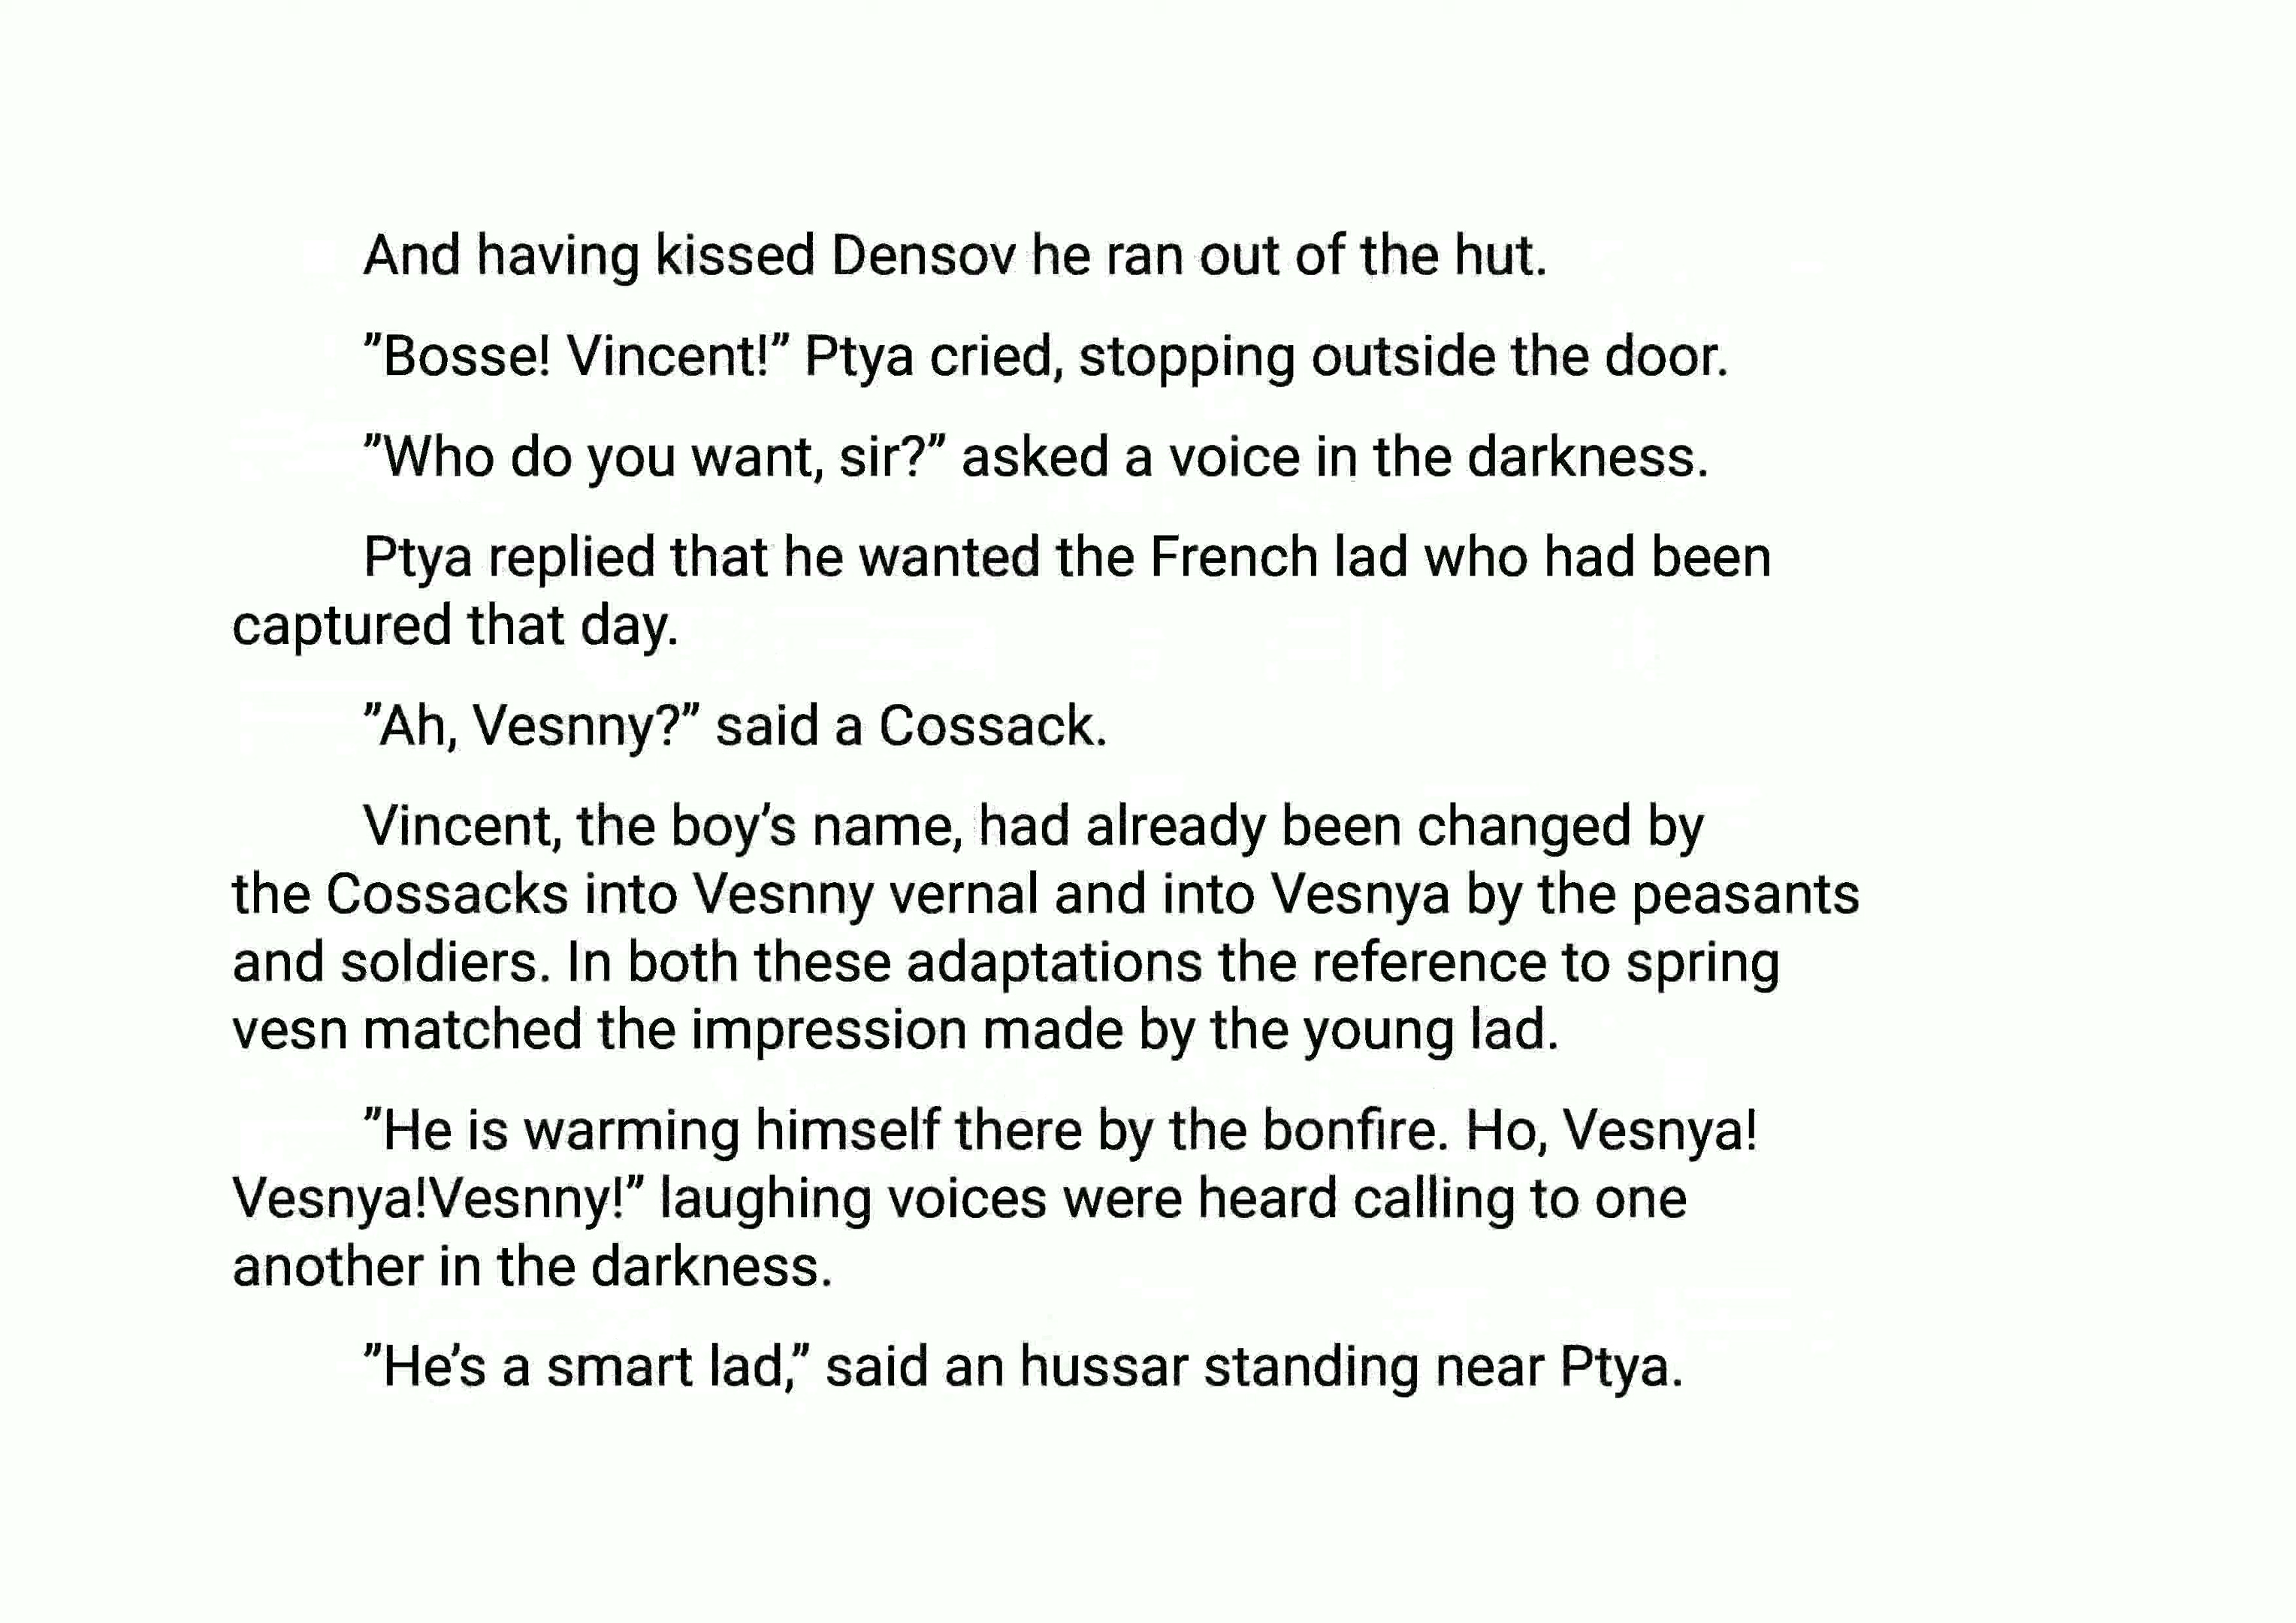 And having kissed Densov he ran out of the hut.
”Bosse! Vincent!” Ptya cried, stopping outside the door.
”Who do you want, sir?” asked a voice in the darkness.
Ptya replied that he wanted the French lad who had been
captured that day.
”Ah, Vesnny?” said a Cossack.
Vincent, the boy’s name, had already been changed by
the Cossacks into Vesnny vernal and into Vesnya by the peasants
and soldiers. In both these adaptations the reference to spring
vesn matched the impression made by the young lad.
”He is warming himself there by the bonfire. Ho, Vesnya!
Vesnya!Vesnny!” laughing voices were heard calling to one
another in the darkness.
”He’s a smart lad,” said an hussar standing near Ptya.